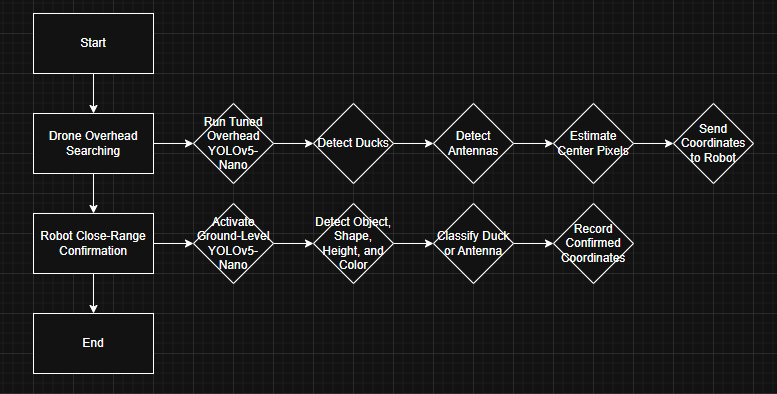 Start
Drone Overhead
Searching
Run Tuned
Overhead
YOLOv5-
Nano
Detect Ducks
Detect
Antennas
Estimate
Center Pixels
Send
Coordinates
to Robot
Robot Close-Range
Confirmation
Activate
Ground-Level
YOLOv5-
Nano
Detect Object,
Shape,
Height, and
Color
Classify Duck
or Antenna
Record
Confirmed
Coordinates
End